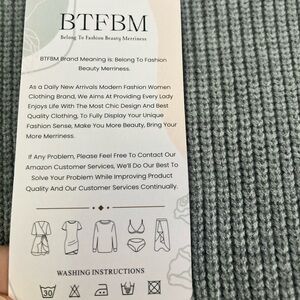 BTFBM
Belong To Fashion Beauty Merriness
BTFBM Brand Meaning is: Belong To Fashion
Beauty Merriness.
As a Daily New Arrivals Modern Fashion Women
Clothing Brand, We Aims At Providing Every Lady
Enjoys Life With The Most Chic Design And Best
Quality Clothing, To Fully Display Your Unique
Fashion Sense, Make You More Beauty, Bring Your
More Merriness.
If Any Problem, Please Feel Free To Contact Our
Amazon Customer Services, We'll Do Our Best To
Solve Your Problem While Improving Product
Quality And Our Customer Services Continually.
WASHING INSTRUCTIONS
30